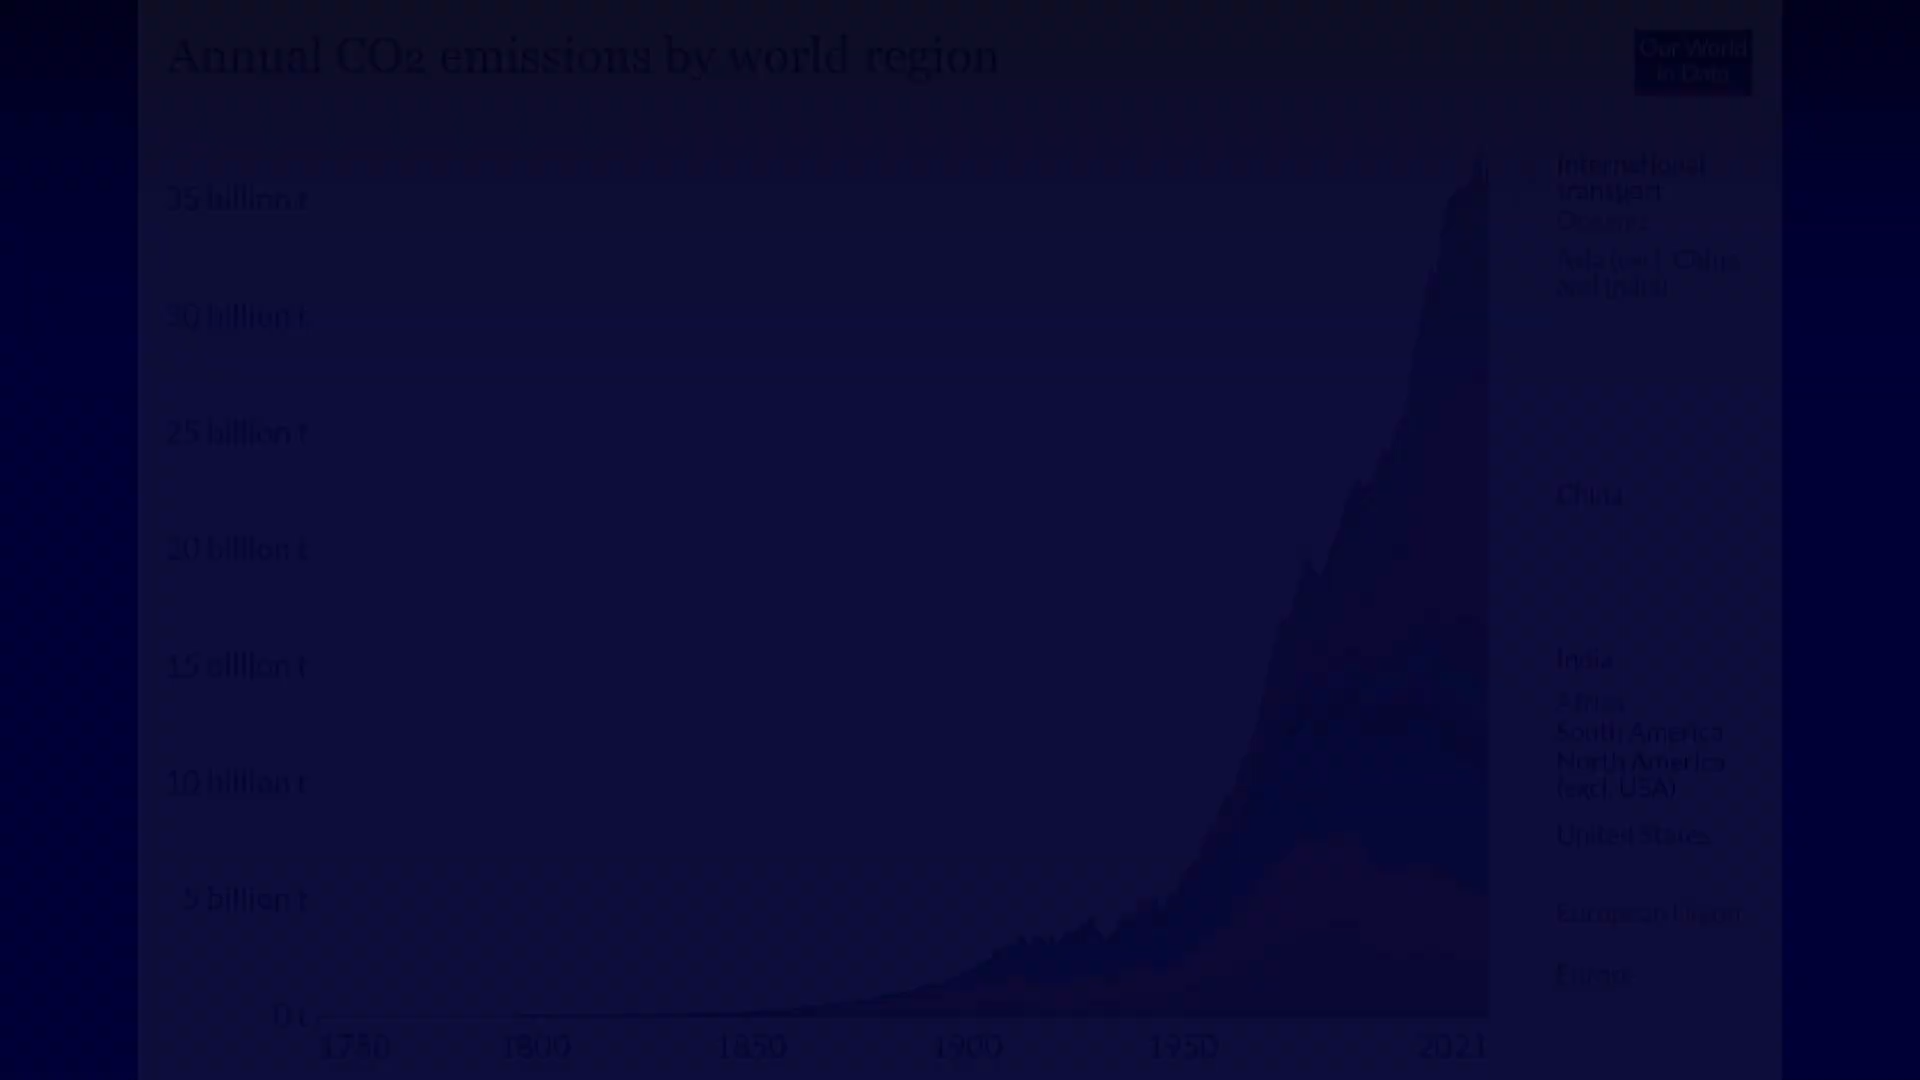 Annual CO₂ emissions by world region
Our World
in Data
35 billion t
30 billion t
25 billion t
20 billion t
15 billion t
10 billion t
5 billion t
0 t
1750
1800
1850
1900
1950
2021
International
transport
Oceania
Asia (excl. China
and India)
China
India
Africa
South America
North America
(excl. USA)
United States
European Union
Europe